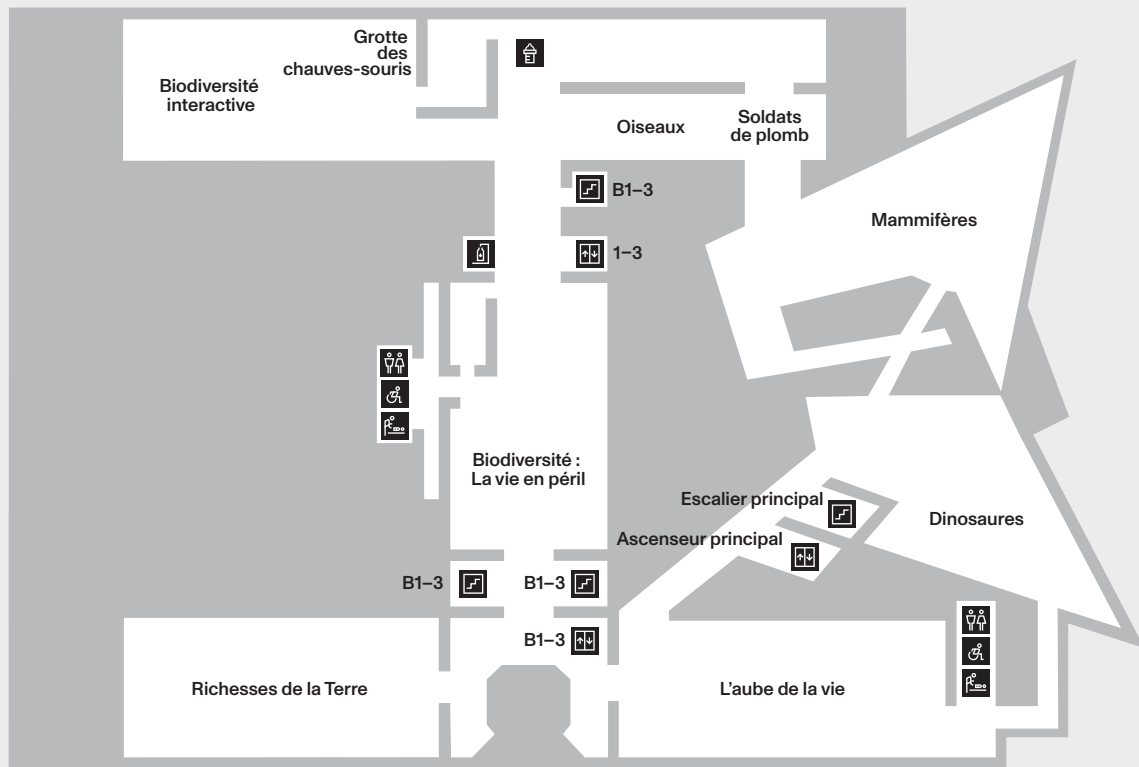 Grotte
des
chauves-souris
Biodiversité
interactive
Oiseaux
Soldats
de plomb
B1–3
Mammifères
1–3
Biodiversité :
La vie en péril
Escalier principal
Dinosaures
Ascenseur principal
B1–3
B1–3
B1–3
Richesses de la Terre
L’aube de la vie